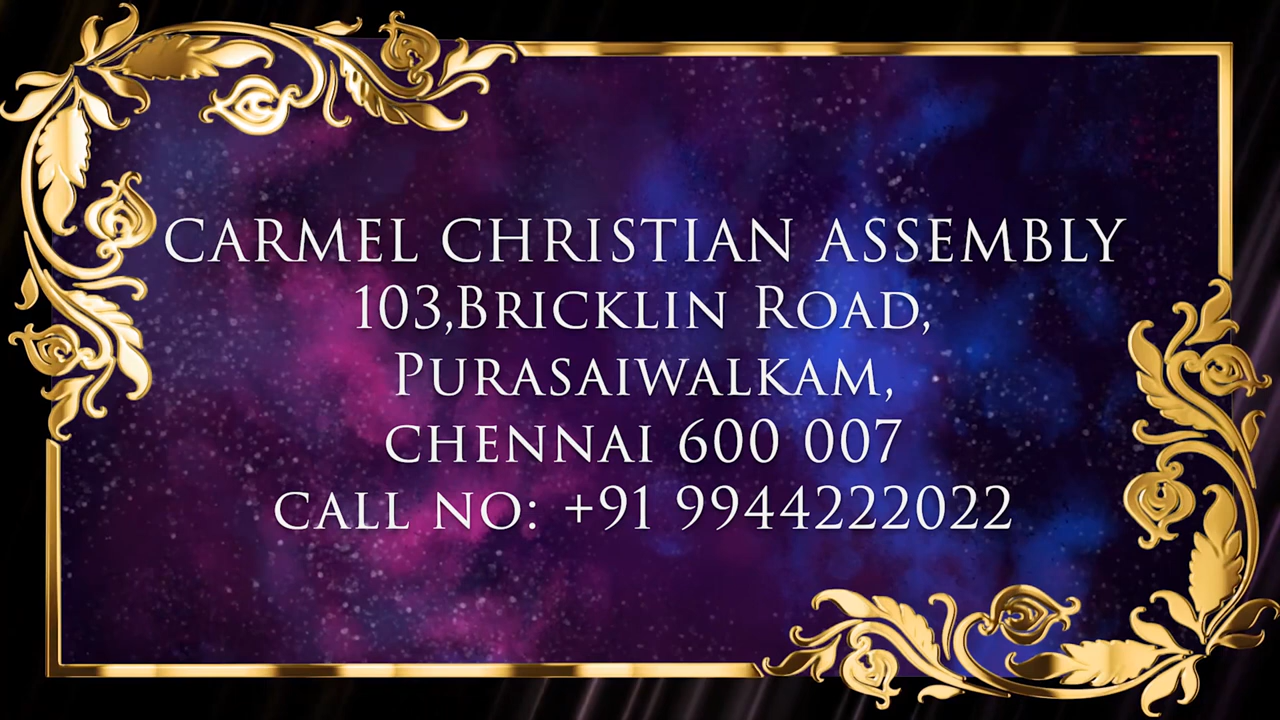 CARMEL CHRISTIAN ASSEMBLY
103,Bricklin Road,
Purasaiwalkam,
chennai 600 007
call no: +91 9944222022